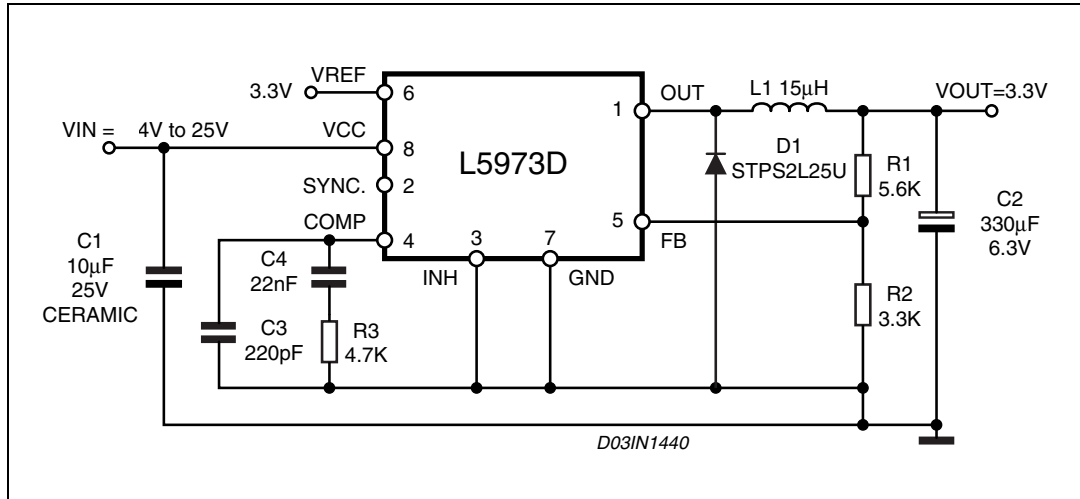 VREF
3.3V
6
VIN = 4V to 25V
VCC
8
SYNC.
2
COMP
4
L5973D
1
OUT
L1 15µH
VOUT=3.3V
D1
STPS2L25U
R1
5.6K
5
FB
C2
330µF
6.3V
3
INH
7
GND
C1
10µF
25V
CERAMIC
C4
22nF
C3
220pF
R3
4.7K
R2
3.3K
D03IN1440